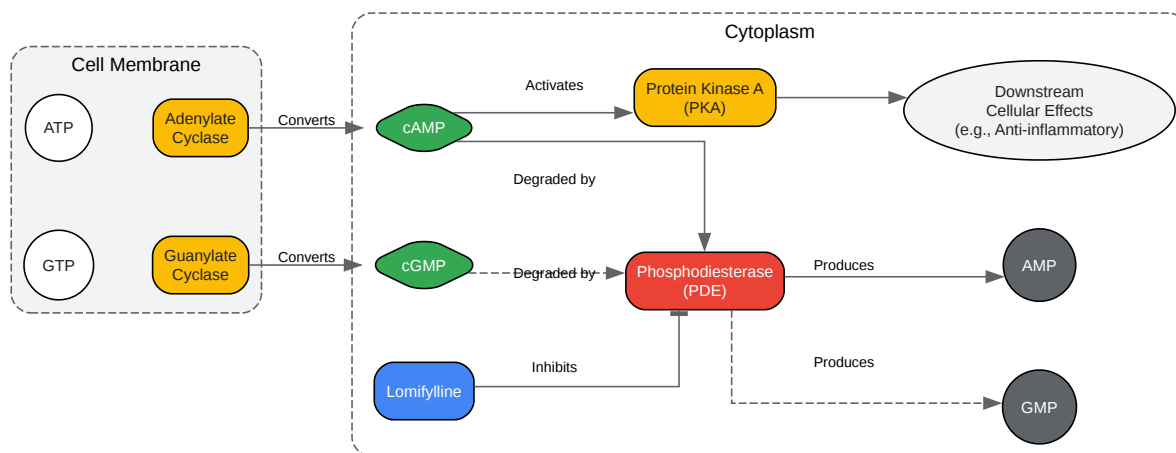 Cytoplasm
Cell Membrane
ATP
Adenylate
Cyclase
Converts
cAMP
Activates
Protein Kinase A
(PKA)
Downstream
Cellular Effects
(e.g., Anti-inflammatory)
Degraded by
GTP
Guanylate
Cyclase
Converts
cGMP
Degraded by
Phosphodiesterase
(PDE)
Produces
AMP
Lomifylline
Inhibits
Produces
GMP